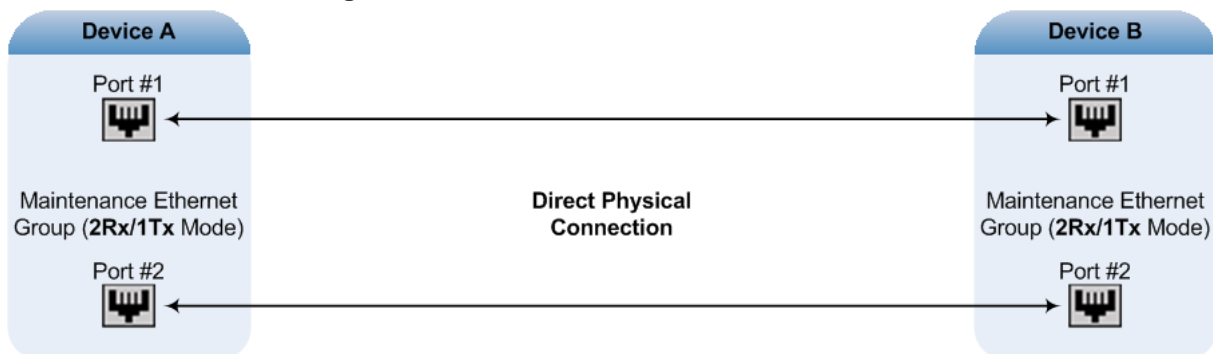 Device A
Port #1
Maintenance Ethernet
Group (2Rx/1Tx Mode)
Port #2
Direct Physical
Connection
Device B
Port #1
Maintenance Ethernet
Group (2Rx/1Tx Mode)
Port #2